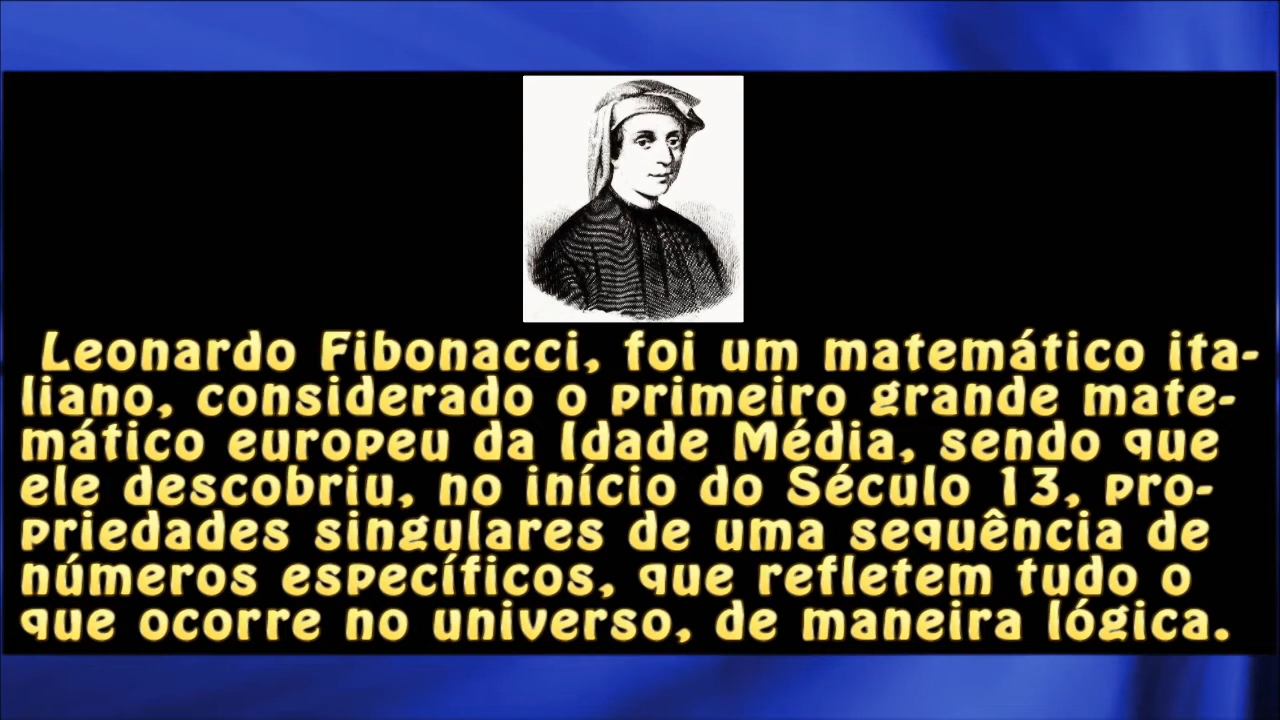 Leonardo Fibonacci, foi um matemático ita-
liano, considerado o primeiro grande mate-
mático europeu da Idade Média, sendo que
ele descobriu, no início do Século 13, pro-
priedades singulares de uma sequência de
números específicos, que refletem tudo o
que ocorre no universo, de maneira lógica.